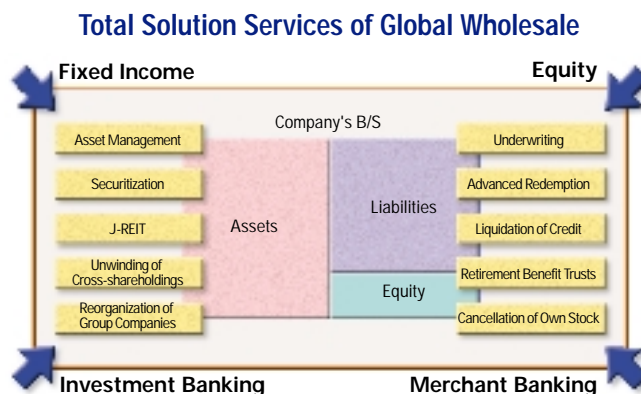 Total Solution Services of Global Wholesale
Fixed Income
Equity
Company's B/S
Asset Management
Securitization
J-REIT
Unwinding of
Cross-shareholdings
Reorganization of
Group Companies
Assets
Liabilities
Equity
Underwriting
Advanced Redemption
Liquidation of Credit
Retirement Benefit Trusts
Cancellation of Own Stock
Investment Banking
Merchant Banking